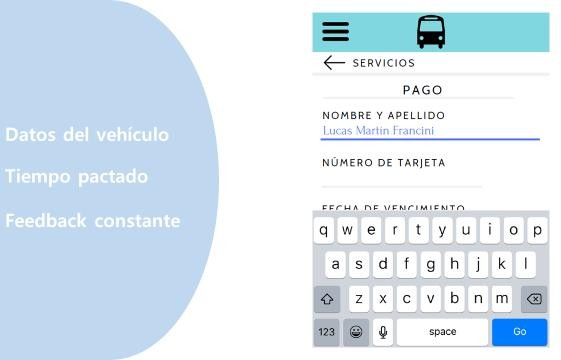 Datos del vehículo
Tiempo pactado
Feedback constante
SERVICIOS
PAGO
NOMBRE Y APELLIDO
Lucas Martin Francini
NÚMERO DE TARJETA
FECHA DE VENCIMIENTO
q w e r t y u i o p
a s d f g h j k l
z x c v b n m
123 space Go